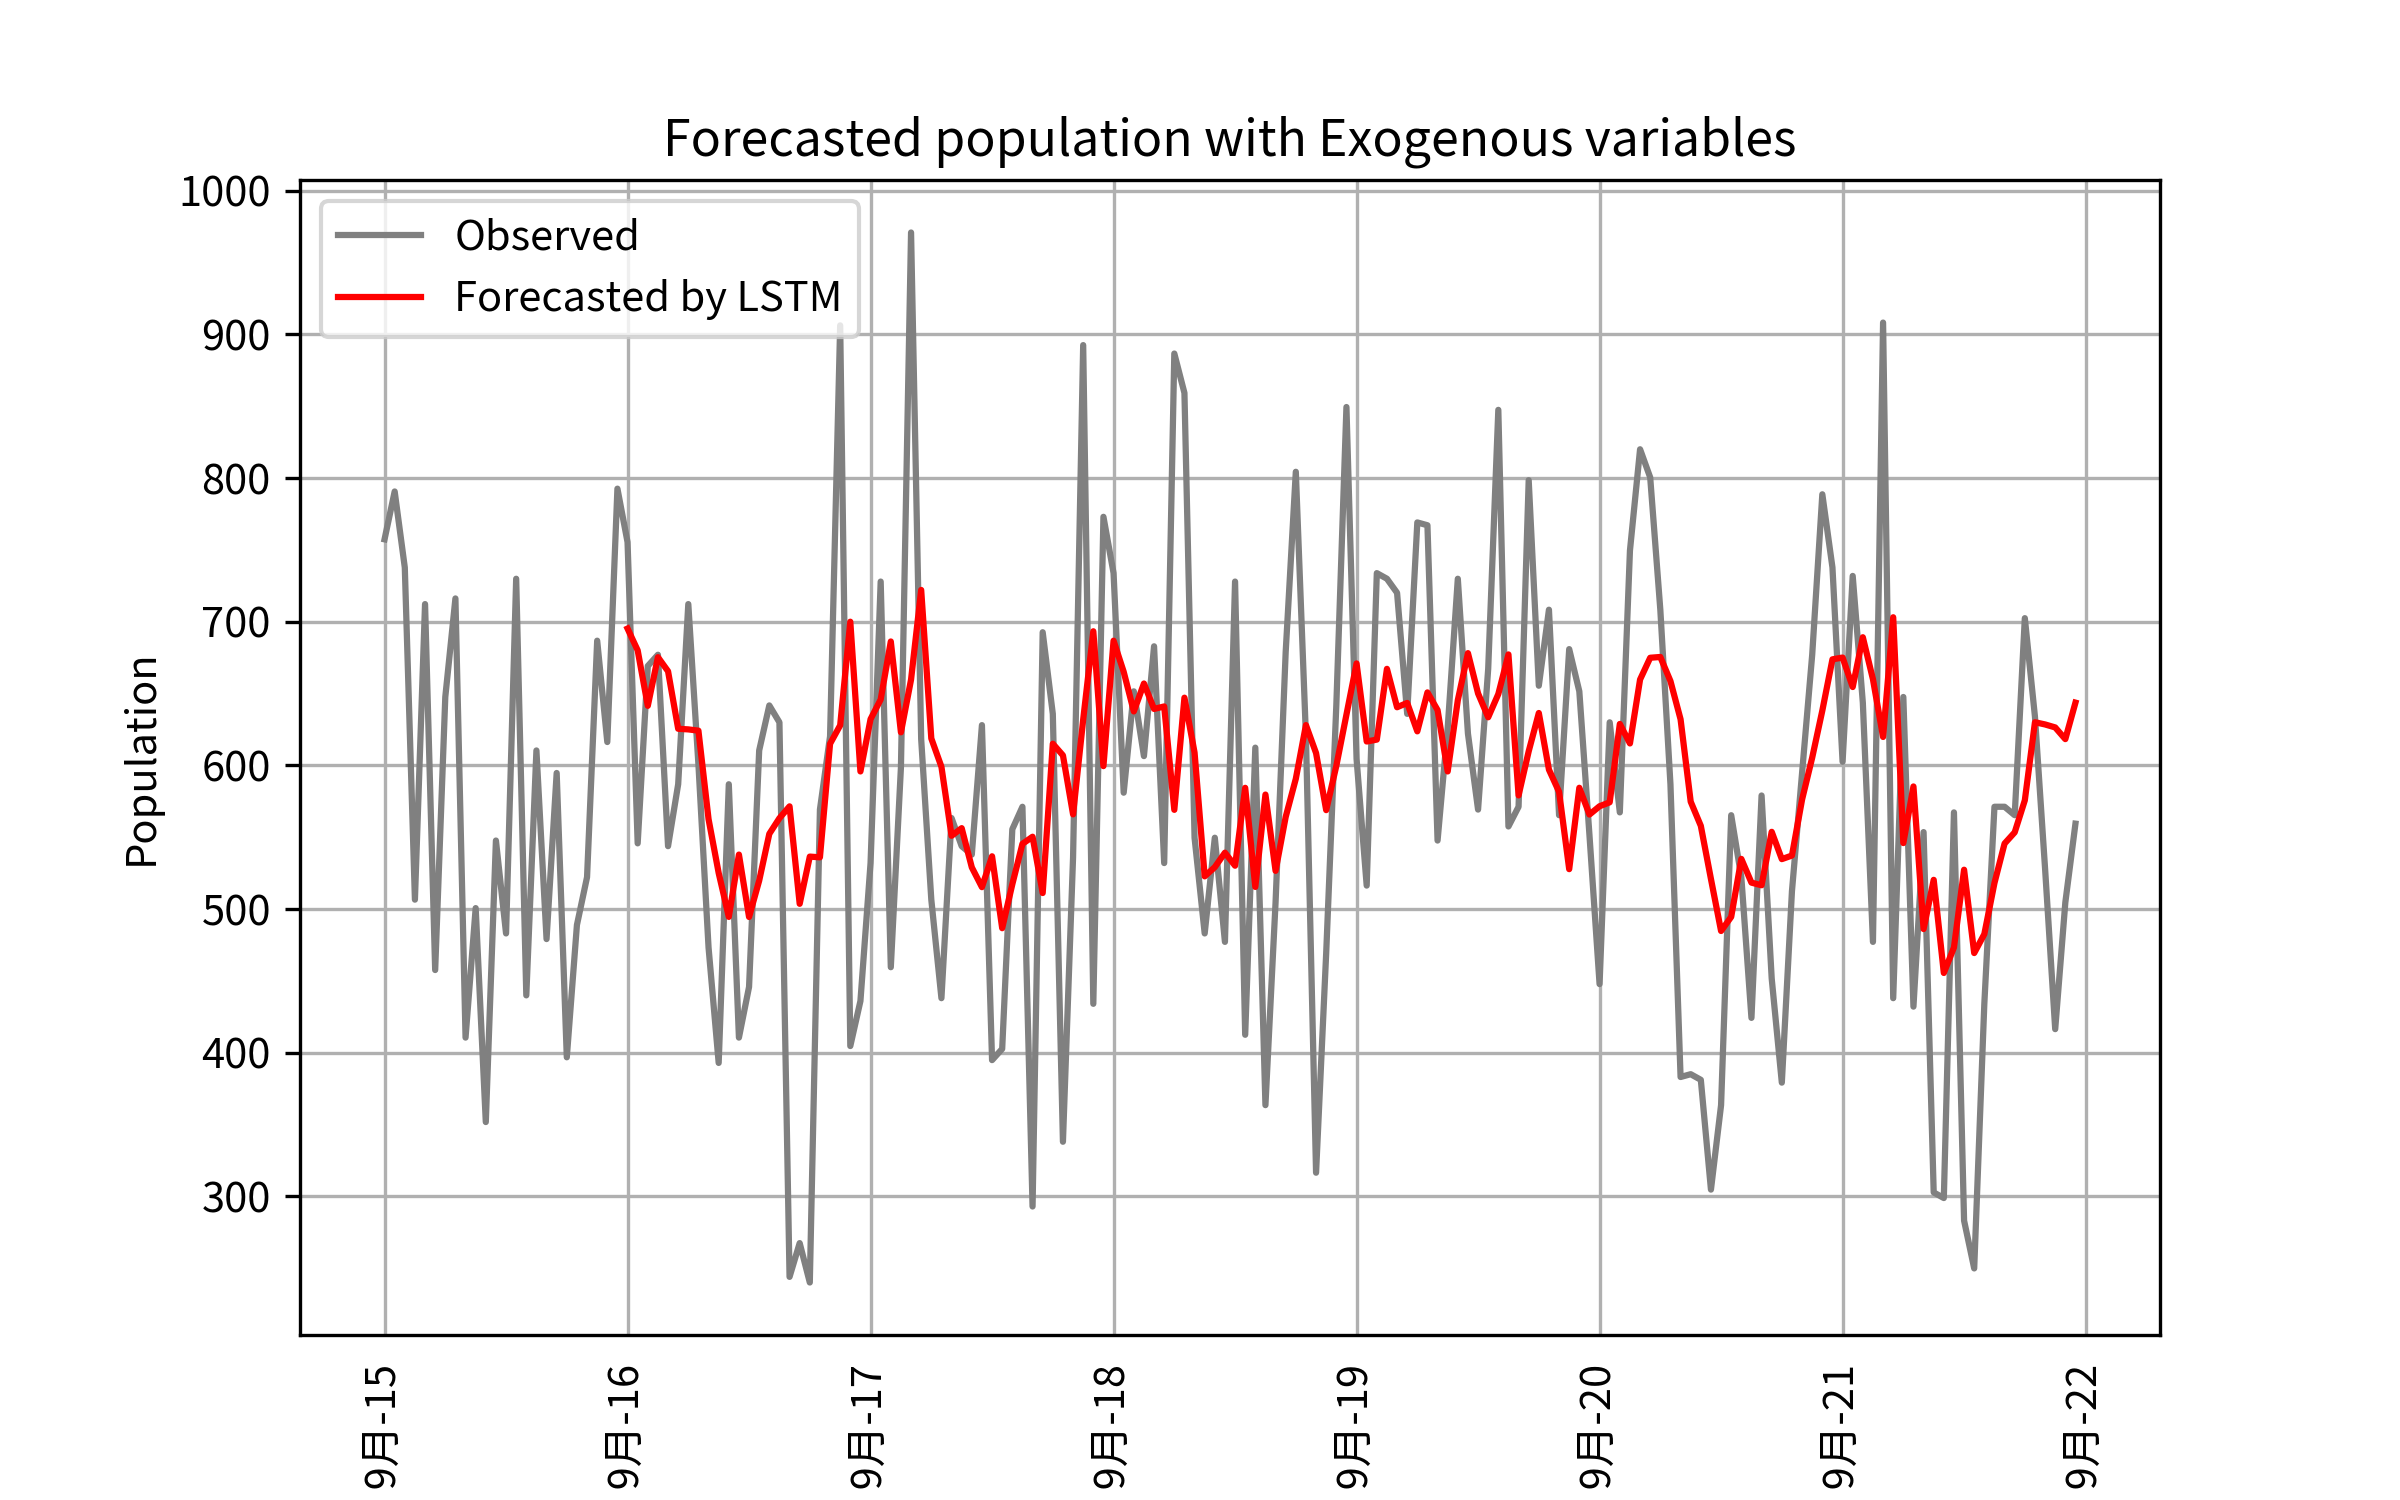 Forecasted population with Exogenous variables
Observed
Forecasted by LSTM
Population
1000
900
800
700
600
500
400
300
9月-15
9月-16
9月-17
9月-18
9月-19
9月-20
9月-21
9月-22